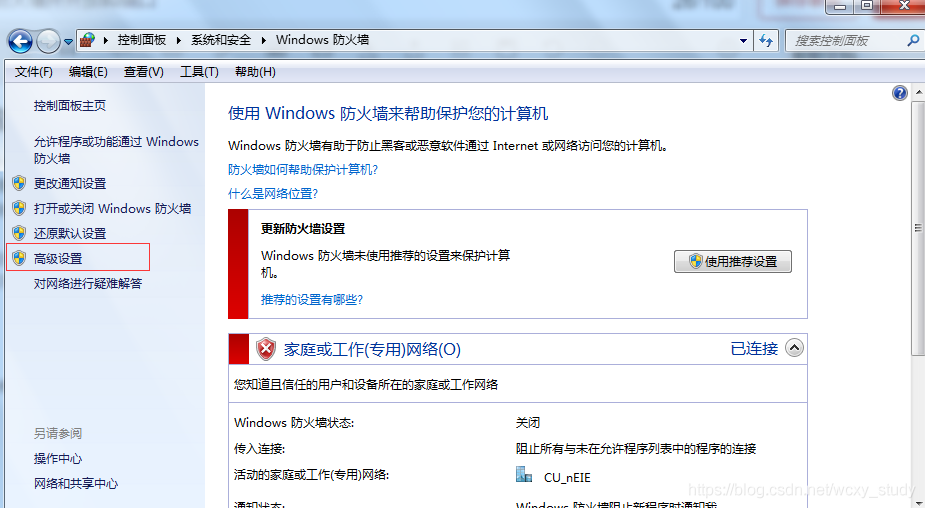 控制面板 系统和安全 Windows 防火墙
搜索控制面板
文件(F) 编辑(E) 查看(V) 工具(T) 帮助(H)
控制面板主页
允许程序或功能通过 Windows
防火墙
更改通知设置
打开或关闭 Windows 防火墙
还原默认设置
高级设置
对网络进行疑难解答
另请参阅
操作中心
网络和共享中心
使用 Windows 防火墙来帮助保护您的计算机
Windows 防火墙有助于防止黑客或恶意软件通过 Internet 或网络访问您的计算机。
防火墙如何帮助保护计算机?
什么是网络位置?
更新防火墙设置
Windows 防火墙未使用推荐的设置来保护计算
机。
使用推荐设置
推荐的设置有哪些?
家庭或工作(专用)网络(O) 已连接
您知道且信任的用户和设备所在的家庭或工作网络
Windows 防火墙状态: 关闭
传入连接: 阻止所有与未在允许程序列表中的程序的连接
活动的家庭或工作(专用)网络: CU_nEIE
通知状态: Windows 防火墙阻止新程序时通知我
https://blog.csdn.net/wcxy_study